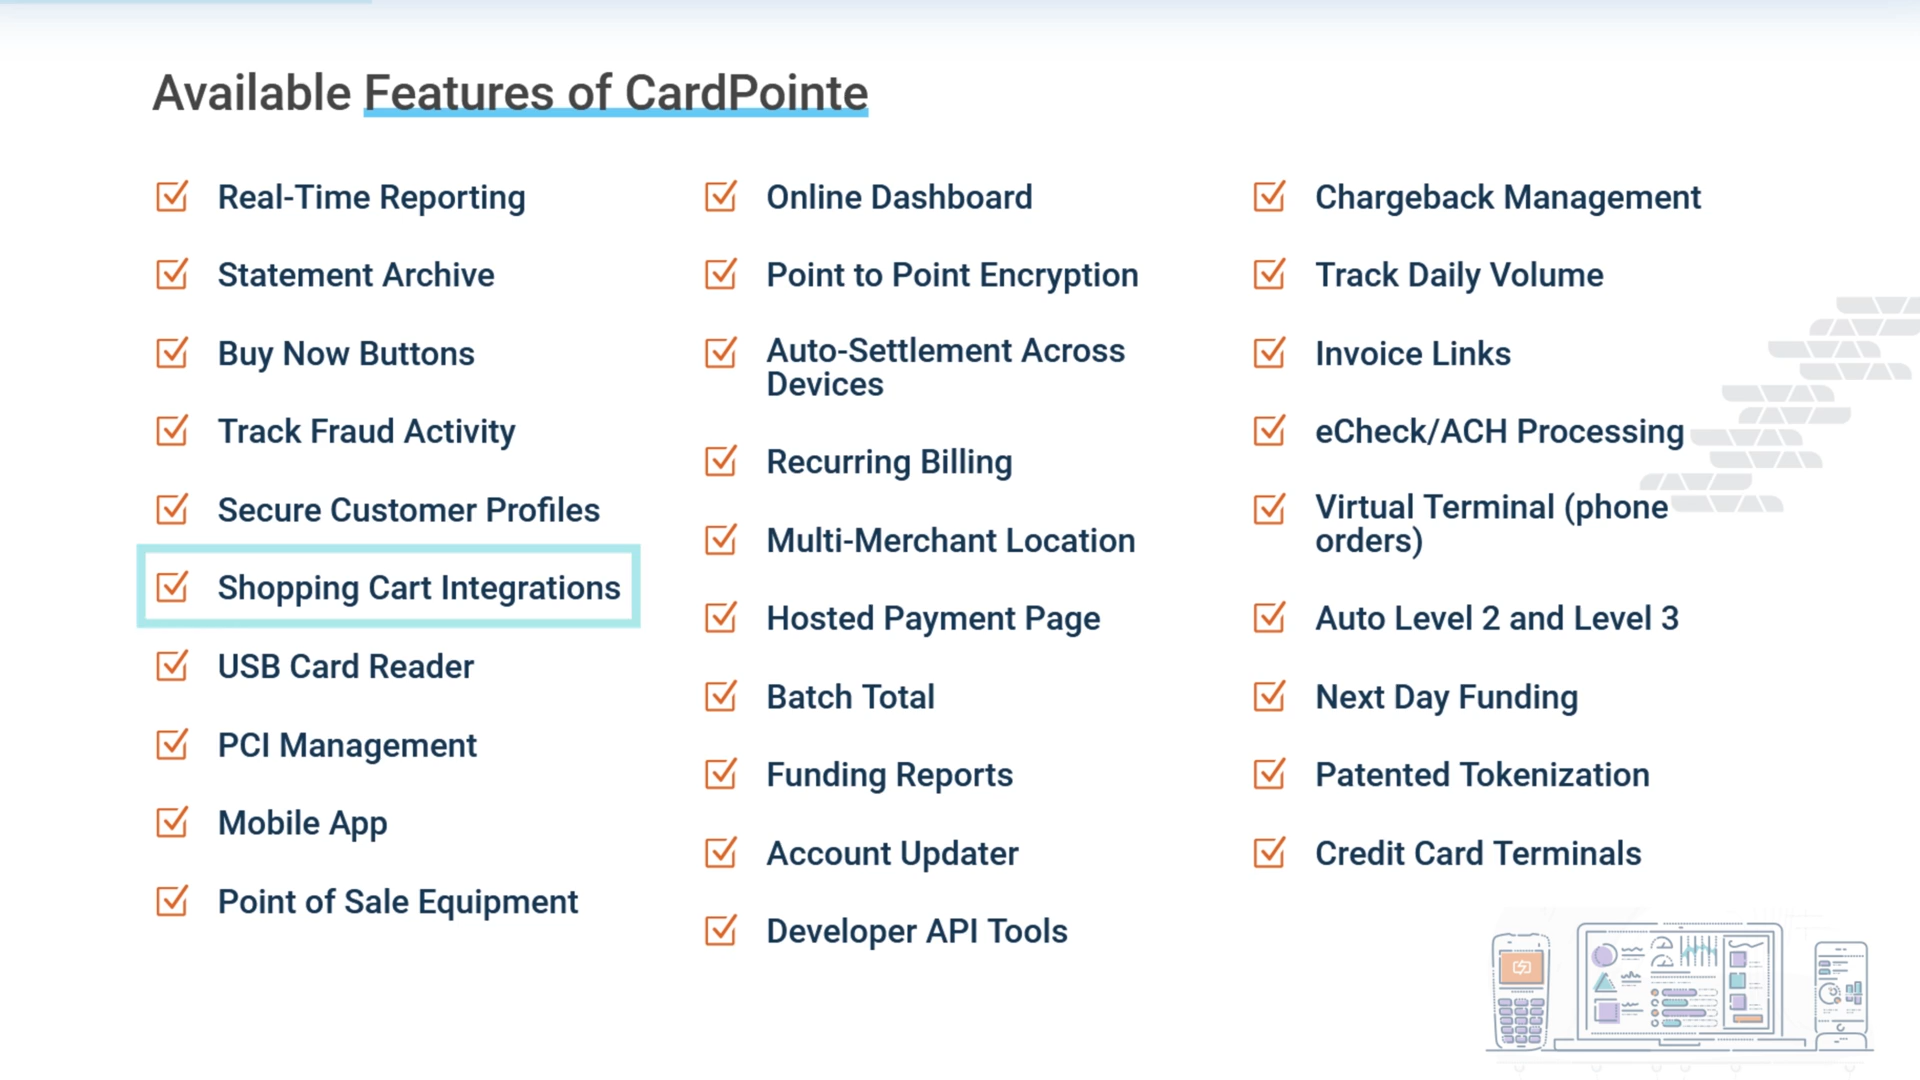 Available Features of CardPointe
Real-Time Reporting
Statement Archive
Buy Now Buttons
Track Fraud Activity
Secure Customer Profiles
Shopping Cart Integrations
USB Card Reader
PCI Management
Mobile App
Point of Sale Equipment
Online Dashboard
Point to Point Encryption
Auto-Settlement Across
Devices
Recurring Billing
Multi-Merchant Location
Hosted Payment Page
Batch Total
Funding Reports
Account Updater
Developer API Tools
Chargeback Management
Track Daily Volume
Invoice Links
eCheck/ACH Processing
Virtual Terminal (phone
orders)
Auto Level 2 and Level 3
Next Day Funding
Patented Tokenization
Credit Card Terminals